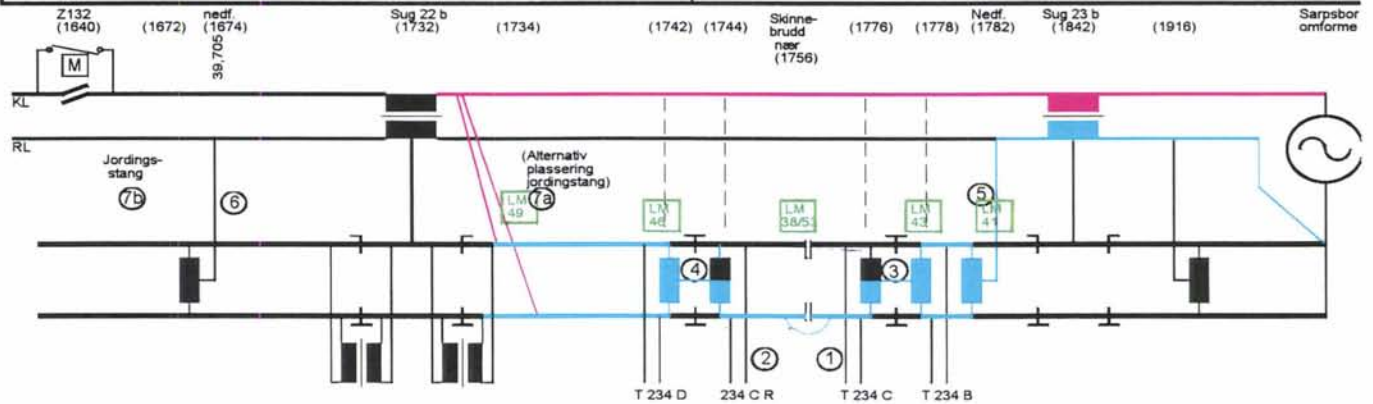 Z132
(1640)
(1672)
nedf.
(1674)
39,705
Sug 22 b
(1732)
(1734)
(1742)
(1744)
Skinne-
brudd
nær
(1756)
(1776)
(1778)
Nedf.
(1782)
Sug 23 b
(1842)
(1916)
Sarpsbor
omforme
M
KL
RL
Jordings-
stang
7b
6
(Alternativ
plassering
jordingstang)
7a
LM
49
LM
LM
38/53
LM
43
5
LM
41
4
3
2
1
T 234 D
234 C R
T 234 C
T 234 B